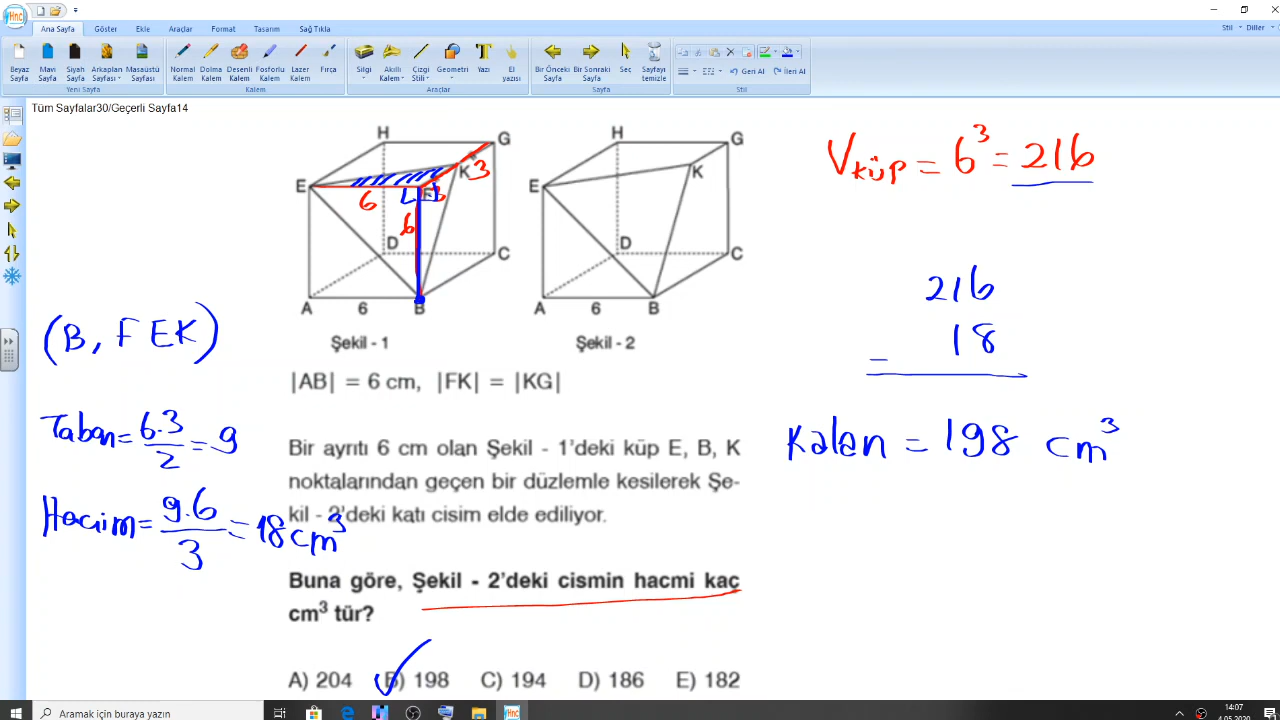 Stil - Diller
Ana Sayfa Göster Ekle Araçlar Format Tasarım Sağ Tıkla
Beyaz Sayfa Mavi Sayfa Siyah Sayfa Arkaplan Sayfası Masaüstü Sayfası
Normal Kalem Dolma Kalem Desenli Kalem Fosforlu Kalem Lazer Kalem Fırça
Silgi Akıllı Kalem Çizgi Stili Geometri Yazı El yazısı
Bir Önceki Sayfa Bir Sonraki Sayfa Seç Sayfayı temizle
Geri Al İleri Al
Yeni Sayfa Kalem Araçlar Sayfa Stil
Tüm Sayfalar30/Geçerli Sayfa14
H G K E F D C A 6 B
6 3 6
Şekil - 1
H G K E D C A 6 B
Şekil - 2
V küp = 6³ = 216
216
- 18
Kalan = 198 cm³
(B, FEK)
Taban = 6.3 / 2 = 9
Hacim = 9.6 / 3 = 18 cm³
|AB| = 6 cm, |FK| = |KG|
Bir ayrıtı 6 cm olan Şekil - 1'deki küp E, B, K
noktalarından geçen bir düzlemle kesilerek Şe-
kil - 2'deki katı cisim elde ediliyor.
Buna göre, Şekil - 2'deki cismin hacmi kaç
cm³ tür?
A) 204 B) 198 C) 194 D) 186 E) 182
Aramak için buraya yazın
14:07
4.05.2020